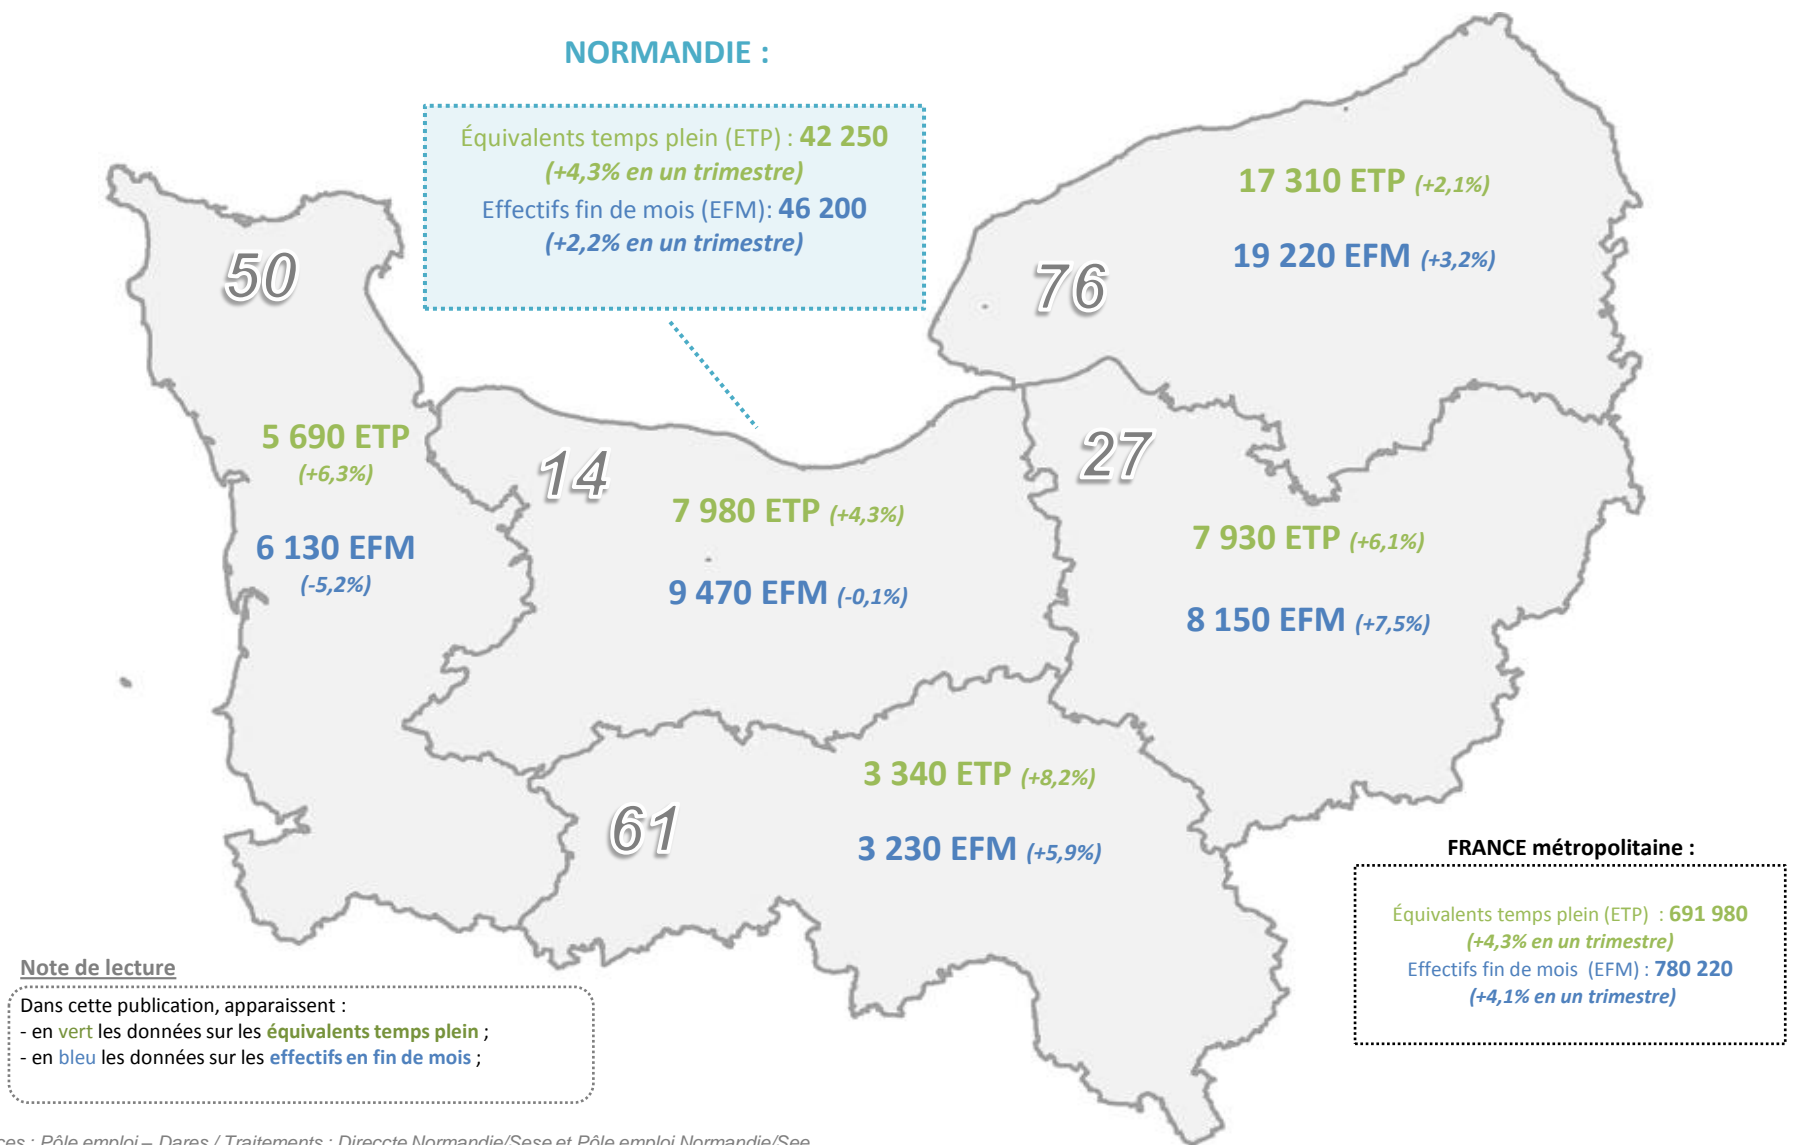 NORMANDIE :
Équivalents temps plein (ETP) : 42 250
(+4,3% en un trimestre)
Effectifs fin de mois (EFM): 46 200
(+2,2% en un trimestre)
50
5 690 ETP
(+6,3%)
6 130 EFM
(-5,2%)
14
7 980 ETP (+4,3%)
9 470 EFM (-0,1%)
76
17 310 ETP (+2,1%)
19 220 EFM (+3,2%)
27
7 930 ETP (+6,1%)
8 150 EFM (+7,5%)
61
3 340 ETP (+8,2%)
3 230 EFM (+5,9%)
FRANCE métropolitaine :
Équivalents temps plein (ETP) : 691 980
(+4,3% en un trimestre)
Effectifs fin de mois (EFM) : 780 220
(+4,1% en un trimestre)
Note de lecture
Dans cette publication, apparaissent :
- en vert les données sur les équivalents temps plein ;
- en bleu les données sur les effectifs en fin de mois ;
ces : Pôle emploi – Dares / Traitements : Direccte Normandie/Sese et Pôle emploi Normandie/See